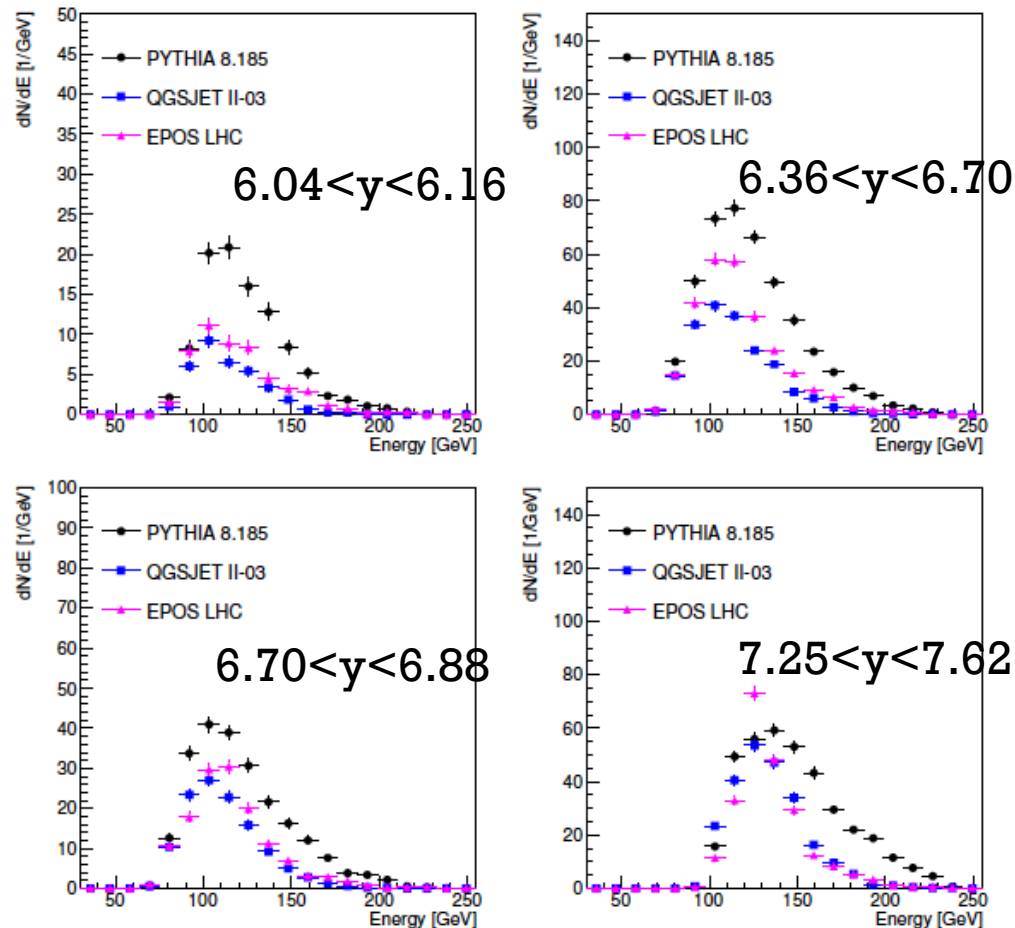 dN/dE [1/GeV]
50
45
40
35
30
25
20
15
10
5
0
PYTHIA 8.185
QGSJET II-03
EPOS LHC
6.04<y<6.16
50 100 150 200 250
Energy [GeV]
dN/dE [1/GeV]
140
120
100
80
60
40
20
0
PYTHIA 8.185
QGSJET II-03
EPOS LHC
6.36<y<6.70
50 100 150 200 250
Energy [GeV]
dN/dE [1/GeV]
100
90
80
70
60
50
40
30
20
10
0
PYTHIA 8.185
QGSJET II-03
EPOS LHC
6.70<y<6.88
50 100 150 200 250
Energy [GeV]
dN/dE [1/GeV]
140
120
100
80
60
40
20
0
PYTHIA 8.185
QGSJET II-03
EPOS LHC
7.25<y<7.62
50 100 150 200 250
Energy [GeV]